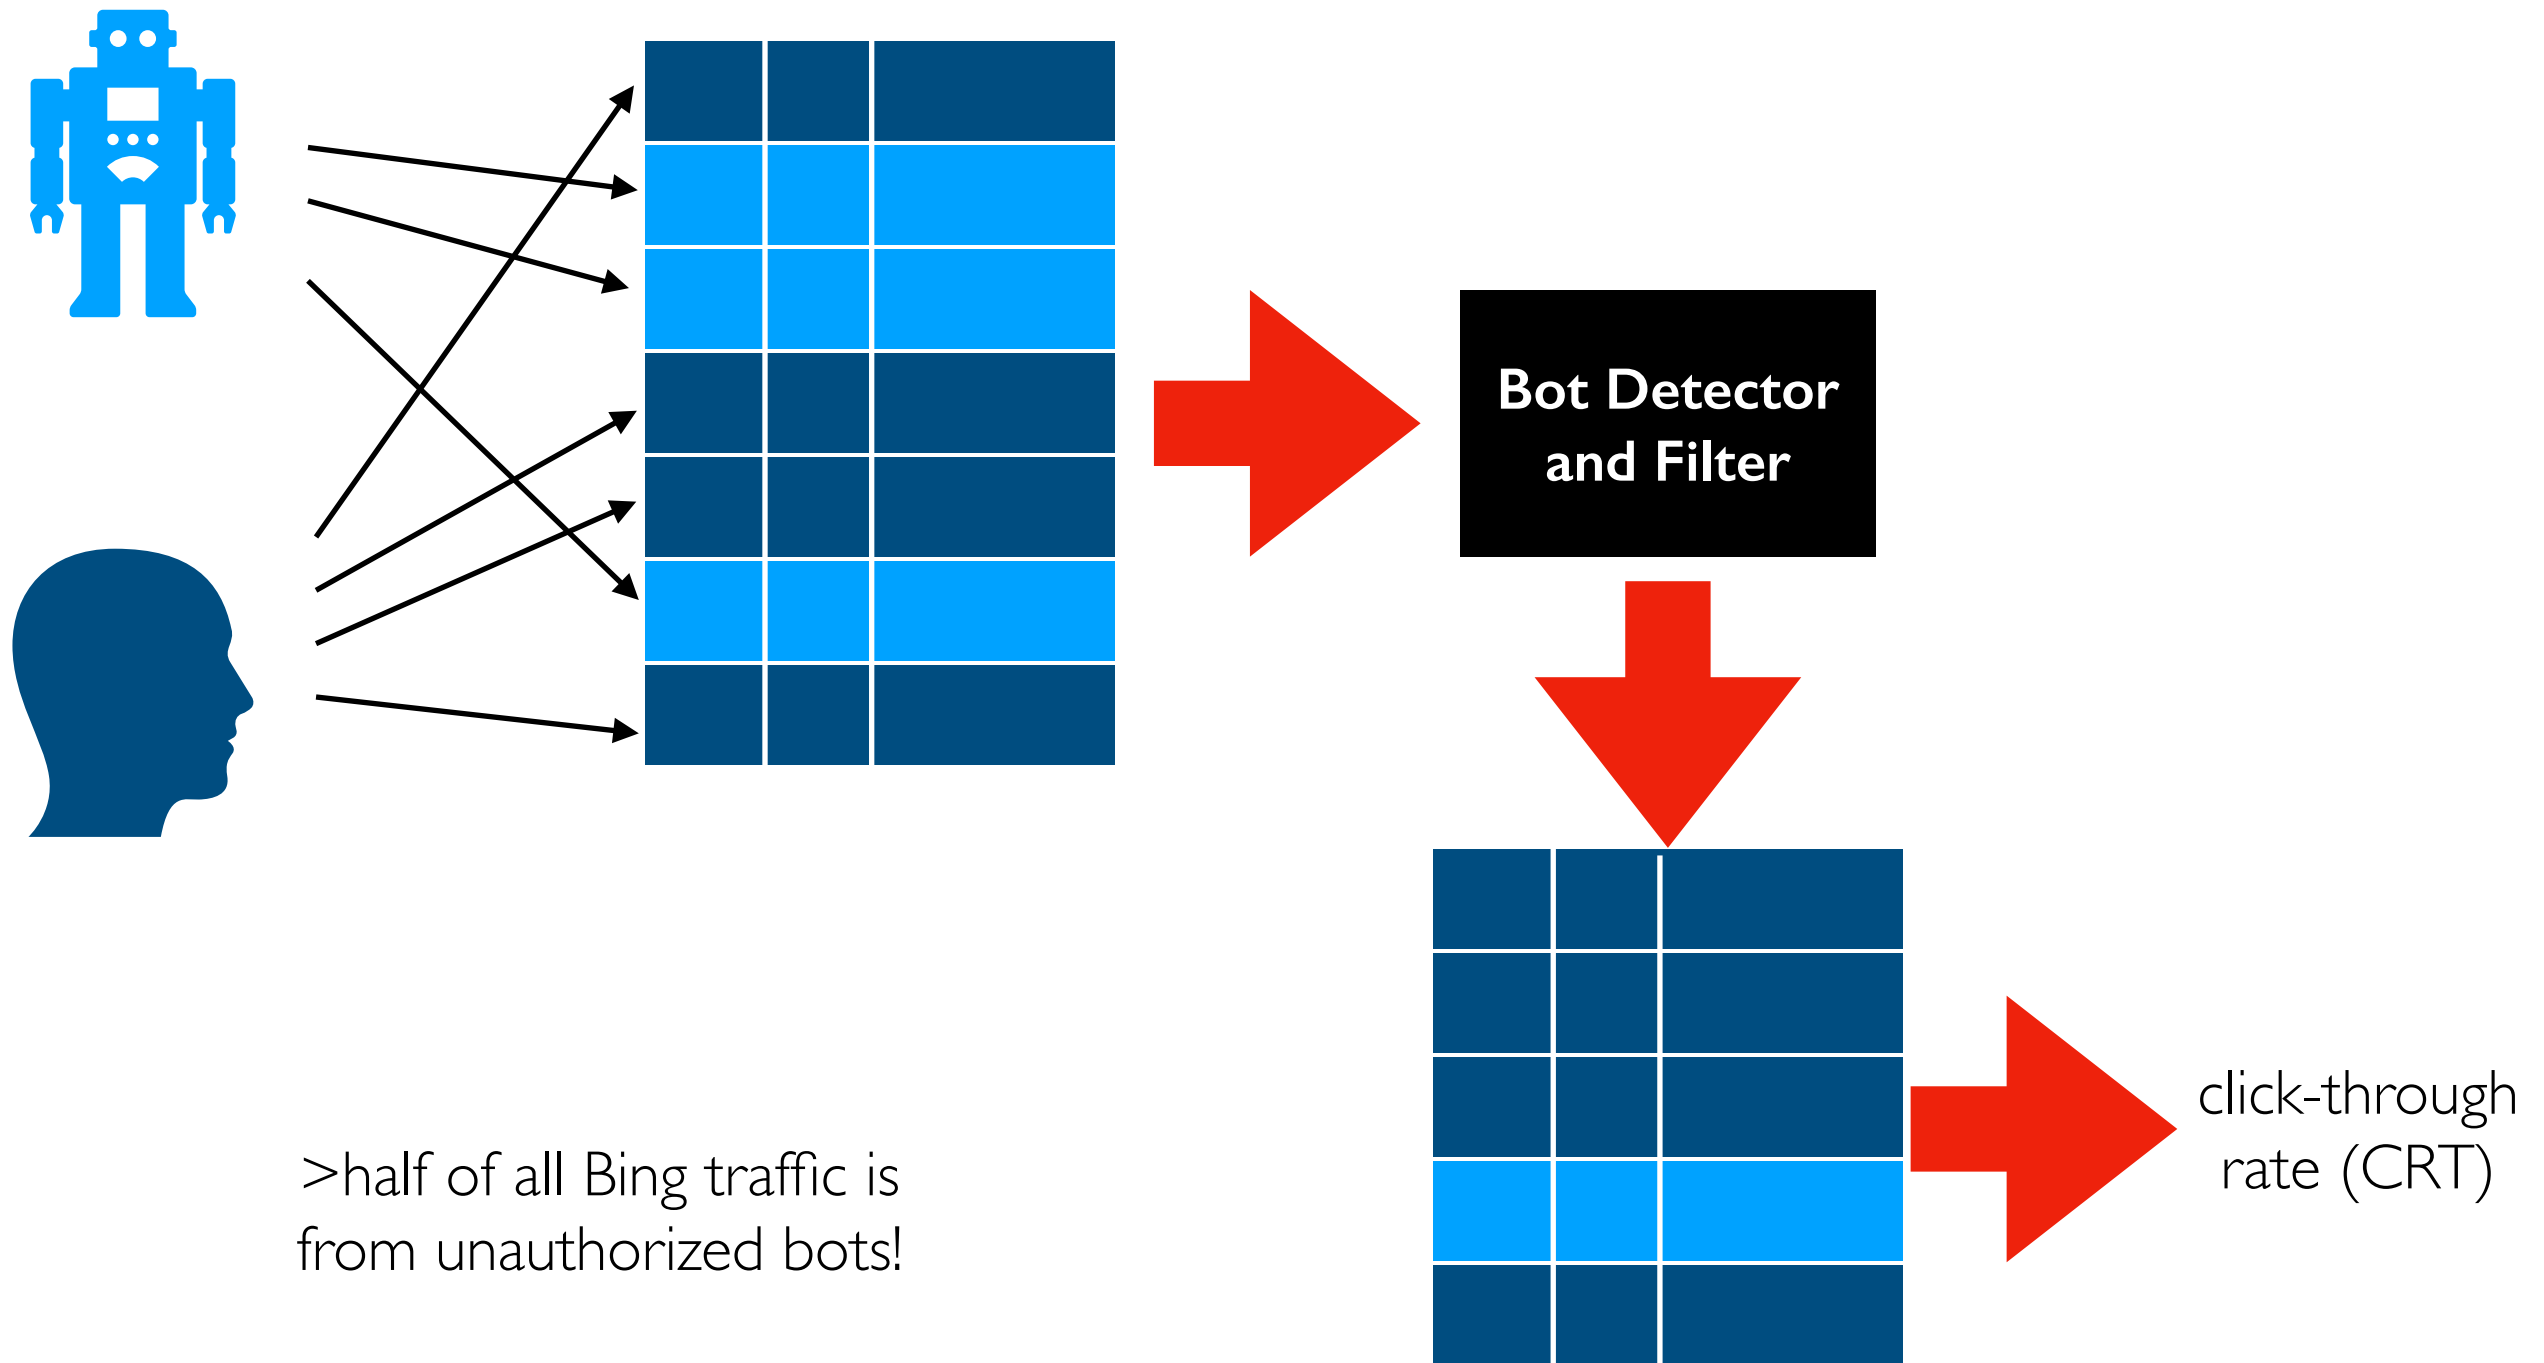 Bot Detector
and Filter
click-through
rate (CRT)
>half of all Bing traffic is
from unauthorized bots!